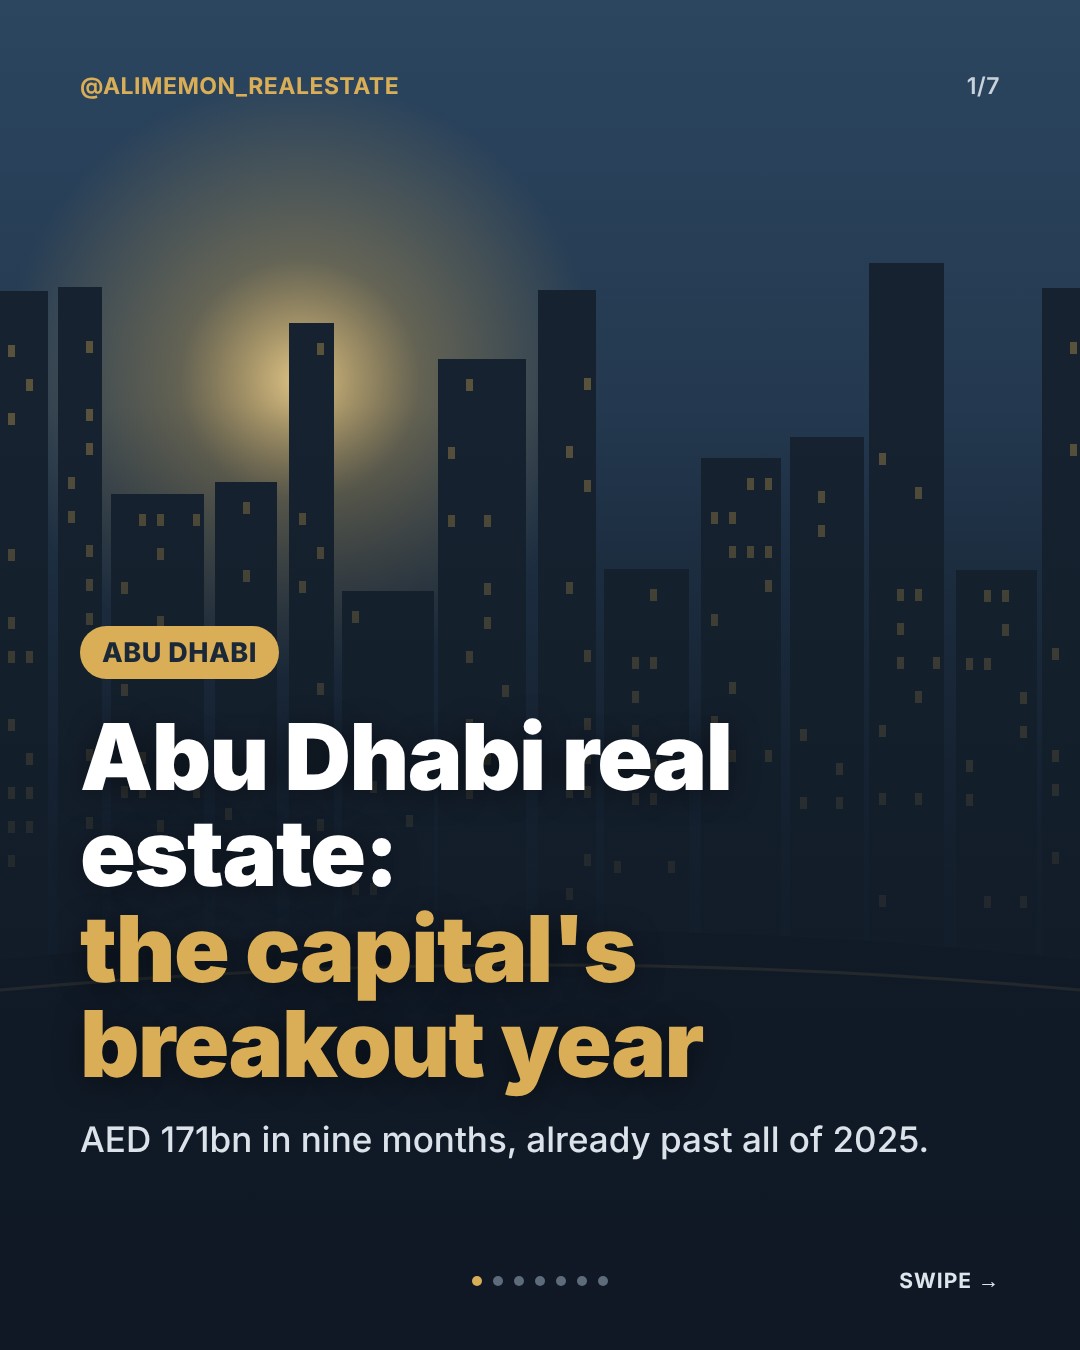 @ALIMEMON_REALESTATE
1/7
ABU DHABI
Abu Dhabi real
estate:
the capital's
breakout year
AED 171bn in nine months, already past all of 2025.
SWIPE →